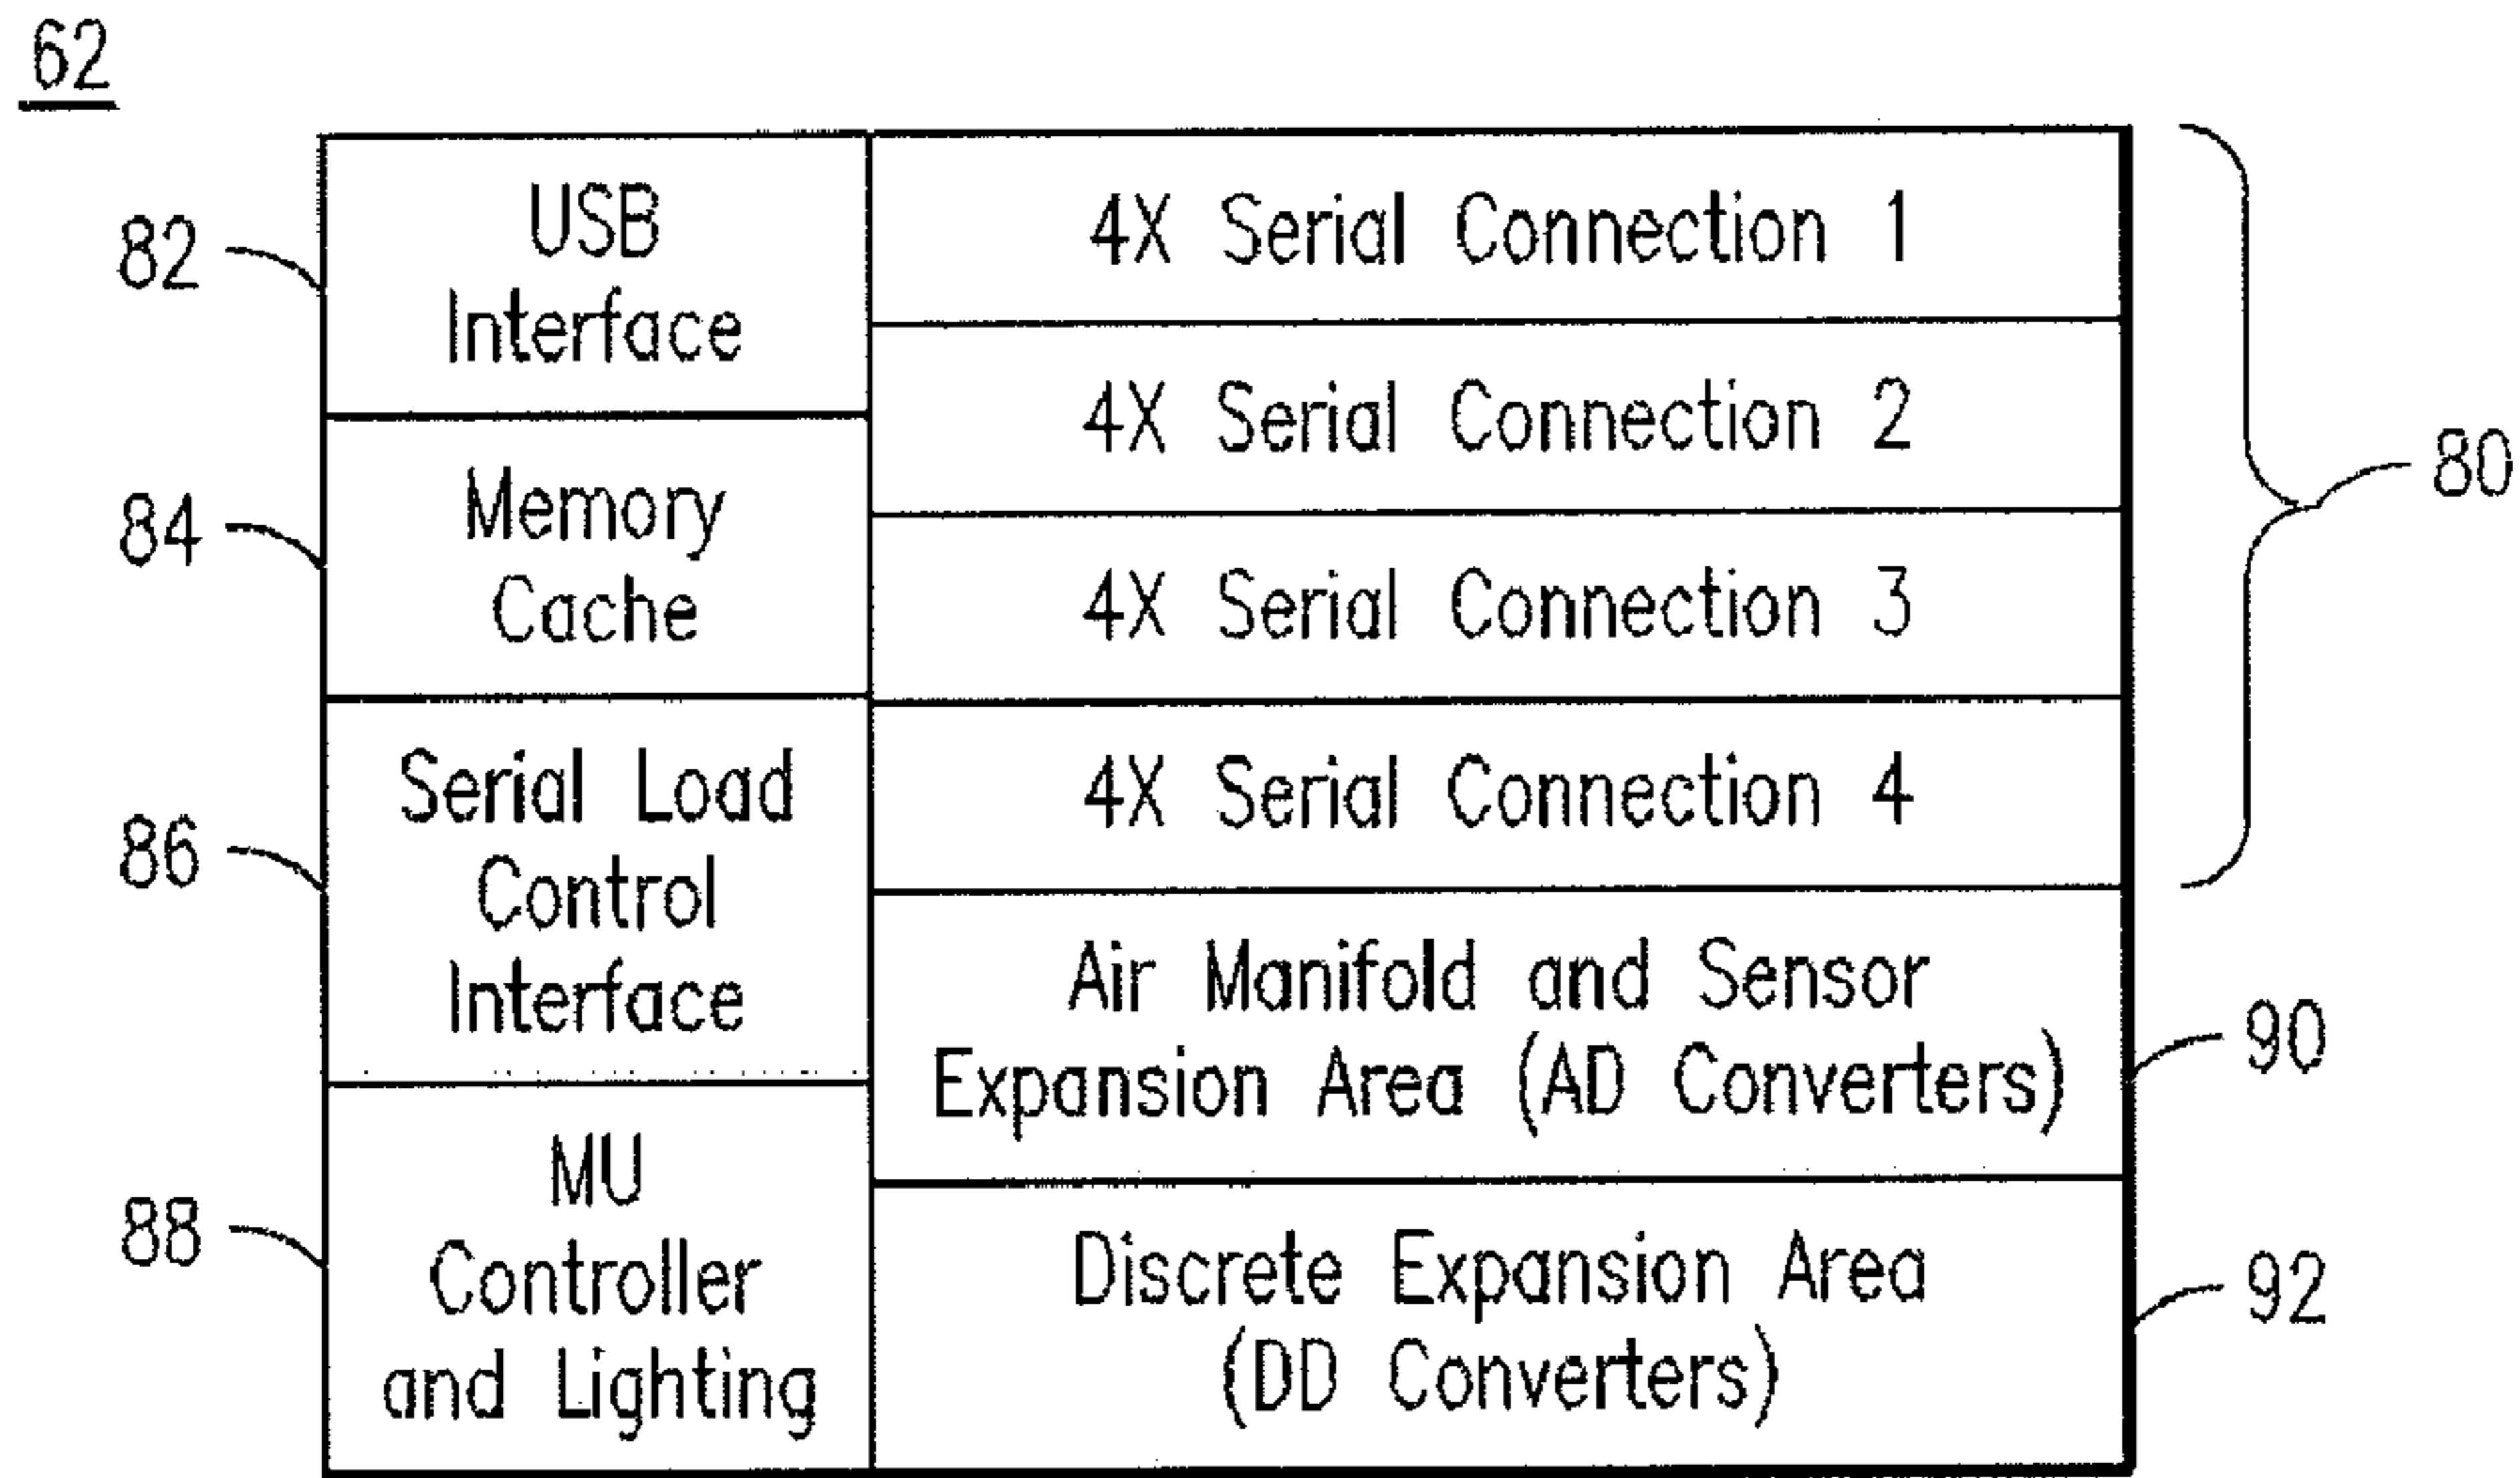 62
82
USB
Interface
84
Memory
Cache
86
Serial Load
Control
Interface
88
MU
Controller
and Lighting
4X Serial Connection 1
4X Serial Connection 2
4X Serial Connection 3
4X Serial Connection 4
80
Air Manifold and Sensor
Expansion Area (AD Converters)
90
Discrete Expansion Area
(DD Converters)
92